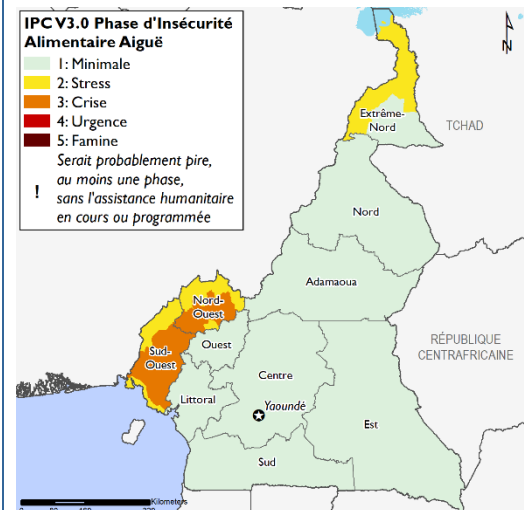 IPC V3.0 Phase d'Insécurité
Alimentaire Aiguë
1: Minimale
2: Stress
3: Crise
4: Urgence
5: Famine
Serait probablement pire,
au moins une phase,
! sans l'assistance humanitaire
en cours ou programmée
N
Extrême-
Nord
TCHAD
Nord
Adamaoua
Nord-
Ouest
Ouest
Sud-
Ouest
RÉPUBLIQUE
CENTRAFRICAINE
Centre
Littoral
Yaoundé
Est
Sud
Kilometers